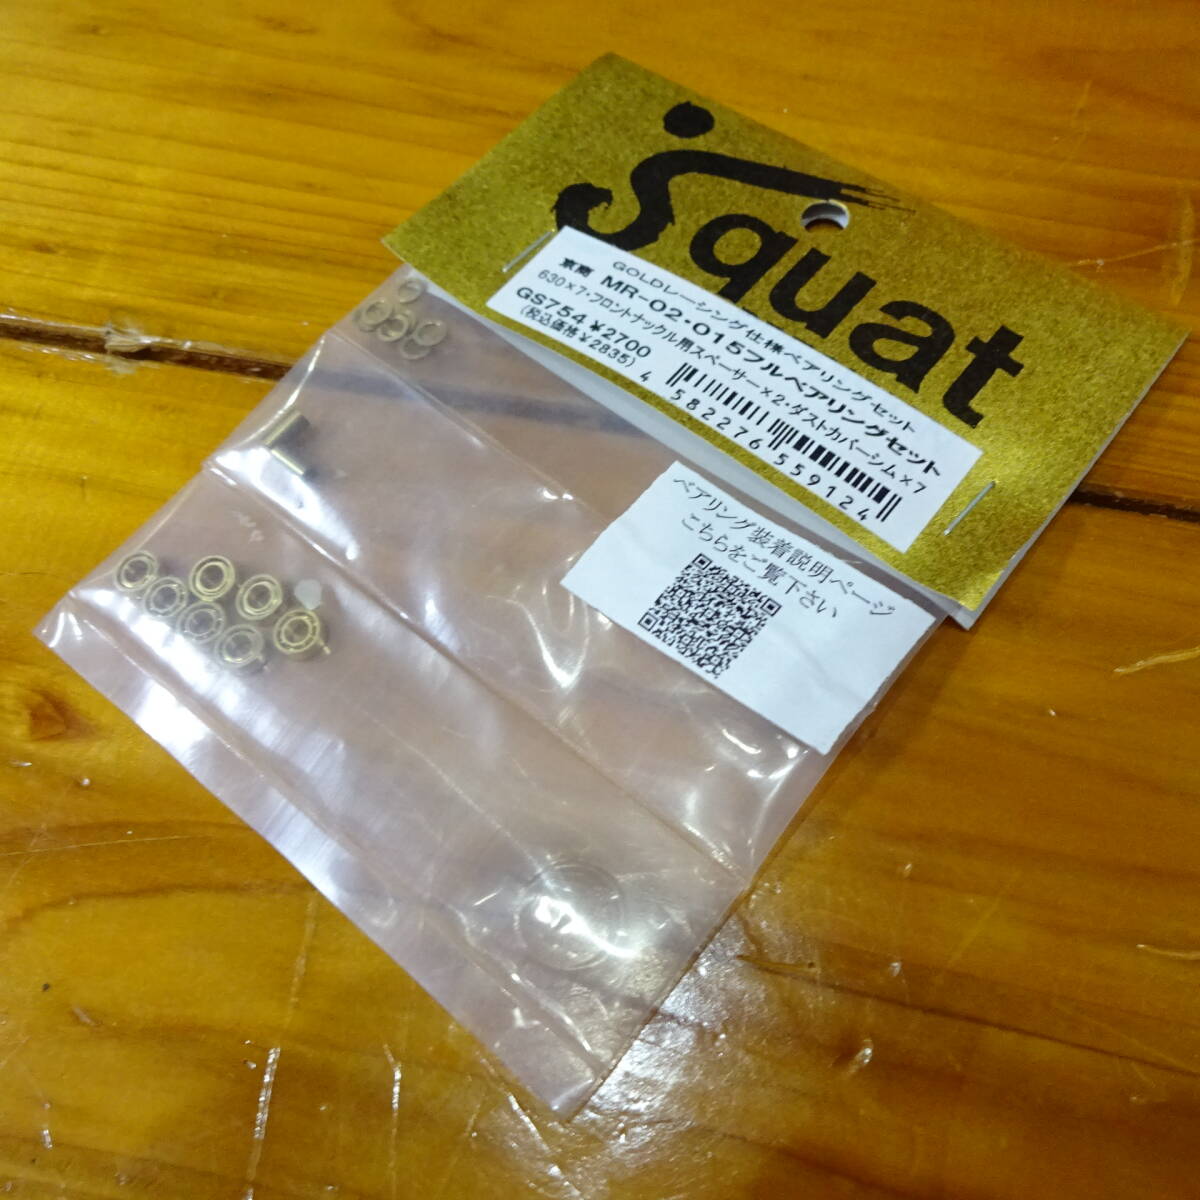 Squat
GOLDレーシング仕様ベアリングセット
京商 MR-02・015フルベアリングセット
630×7・フロントナックル用スペーサー×2・ダストカバーシム×7
GS754 ¥2700
(税込価格¥2835)
4 582276 559124
ベアリング装着説明ページ
こちらをご覧下さい